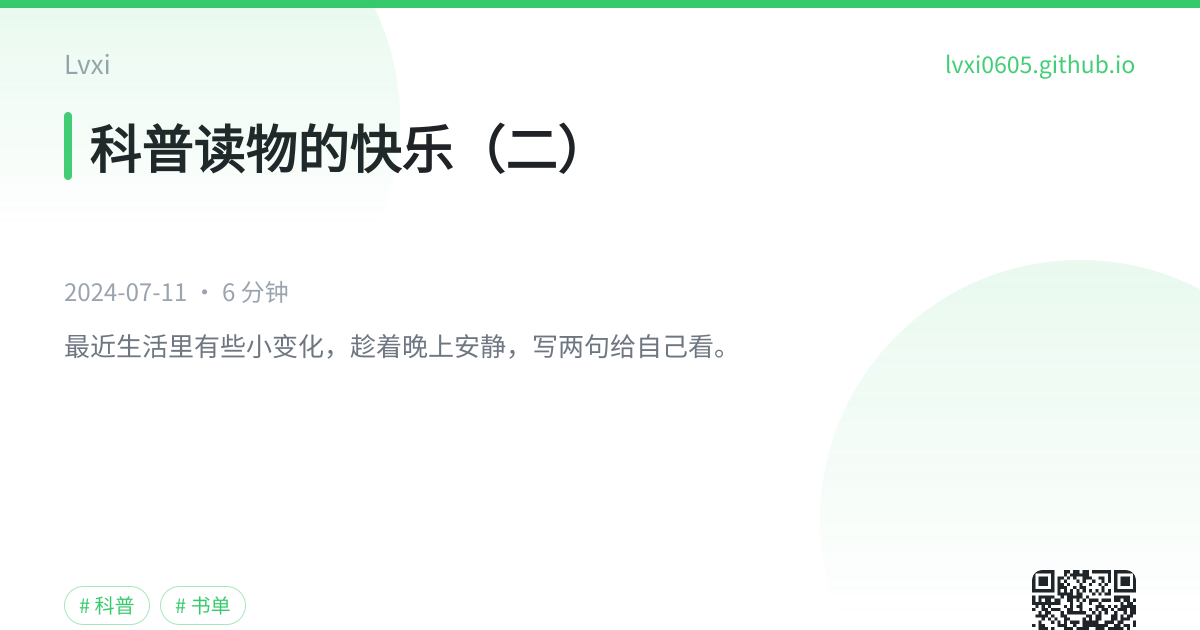 Lvxi
lvxi0605.github.io
科普读物的快乐（二）
2024-07-11 · 6 分钟
最近生活里有些小变化，趁着晚上安静，写两句给自己看。
# 科普
# 书单